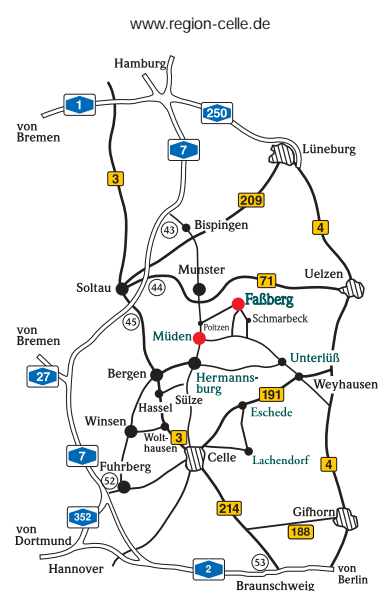 www.region-celle.de
Hamburg
1
250
von
Bremen
7
Lüneburg
3
209
4
43
Bispingen
Munster
71
Uelzen
Soltau
44
Faßberg
45
Poitzen
Schmarbeck
von
Bremen
Müden
Unterlüß
27
Bergen
Hermanns-
burg
Weyhausen
Sülze
191
Hassel
Eschede
Winsen
Wolt-
hausen
3
7
Celle
Lachendorf
Fuhrberg
4
52
214
352
Gifhorn
von
Dortmund
188
53
Hannover
2
von
Berlin
Braunschweig